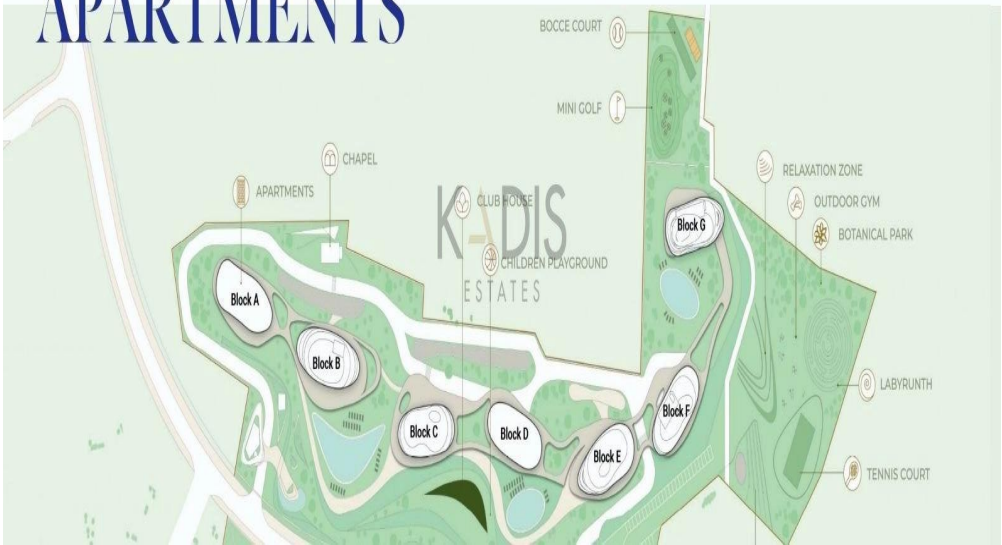 APARTMENTS
BOCCE COURT
MINI GOLF
CHAPEL
APARTMENTS
CLUB HOUSE
KADIS
ESTATES
CHILDREN PLAYGROUND
RELAXATION ZONE
OUTDOOR GYM
BOTANICAL PARK
Block G
Block A
Block B
Block C
Block D
Block E
Block F
LABYRUNTH
TENNIS COURT